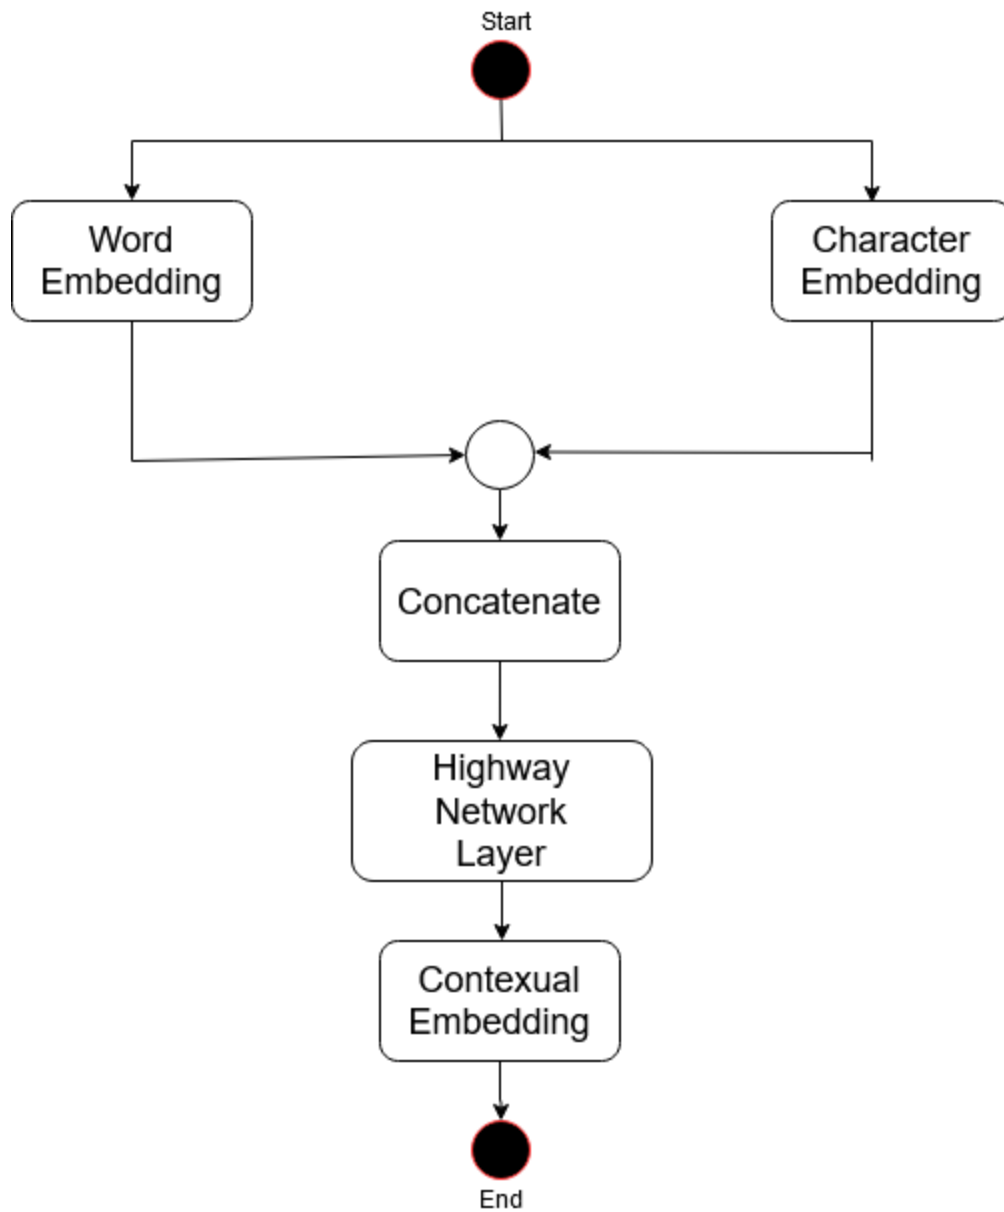 Start
Word
Embedding
Character
Embedding
Concatenate
Highway
Network
Layer
Contexual
Embedding
End